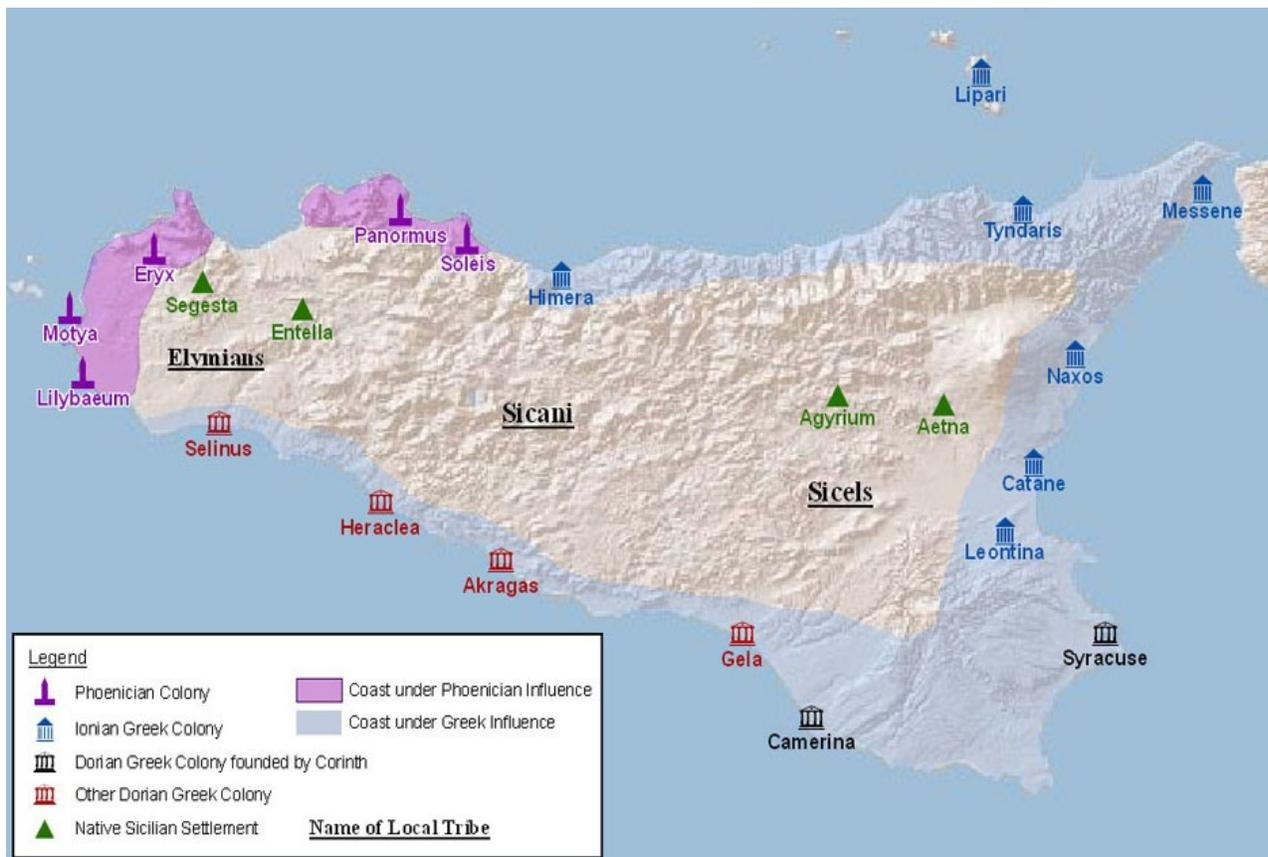 Lipari
Tyndaris
Messene
Panormus
Soleis
Eryx
Himera
Segesta
Entella
Motya
Elymians
Naxos
Lilybaeum
Sicani
Agyrium
Aetna
Selinus
Catane
Sicels
Heraclea
Leontina
Akragas
Gela
Syracuse
Camerina
Legend
Phoenician Colony
Coast under Phoenician Influence
Ionian Greek Colony
Coast under Greek Influence
Dorian Greek Colony founded by Corinth
Other Dorian Greek Colony
Native Sicilian Settlement
Name of Local Tribe